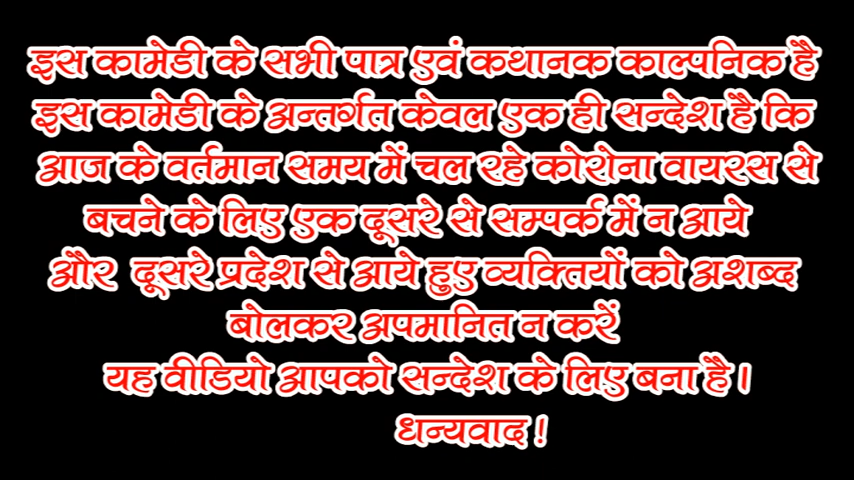 इस कामेडी के सभी पात्र एवं कथानक काल्पनिक है
इस कामेडी के अन्तर्गत केवल एक ही सन्देश है कि
आज के वर्तमान समय में चल रहे कोरोना वायरस से
बचने के लिए एक दूसरे से सम्पर्क में न आये
और दूसरे प्रदेश से आये हुए व्यक्तियों को अशब्द
बोलकर अपमानित न करें
यह वीडियो आपको सन्देश के लिए बना है।
धन्यवाद !